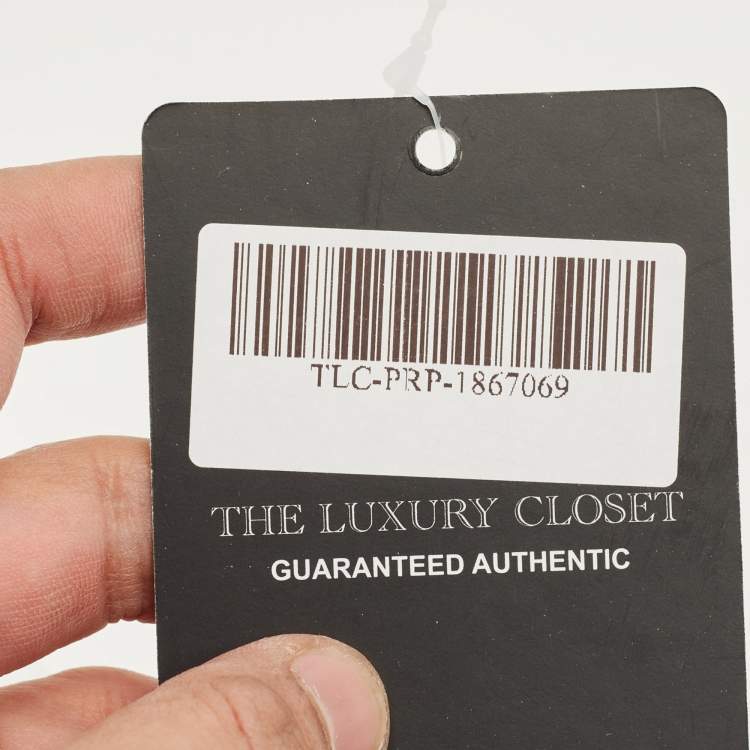 TLC-PRP-1867069
THE LUXURY CLOSET
GUARANTEED AUTHENTIC